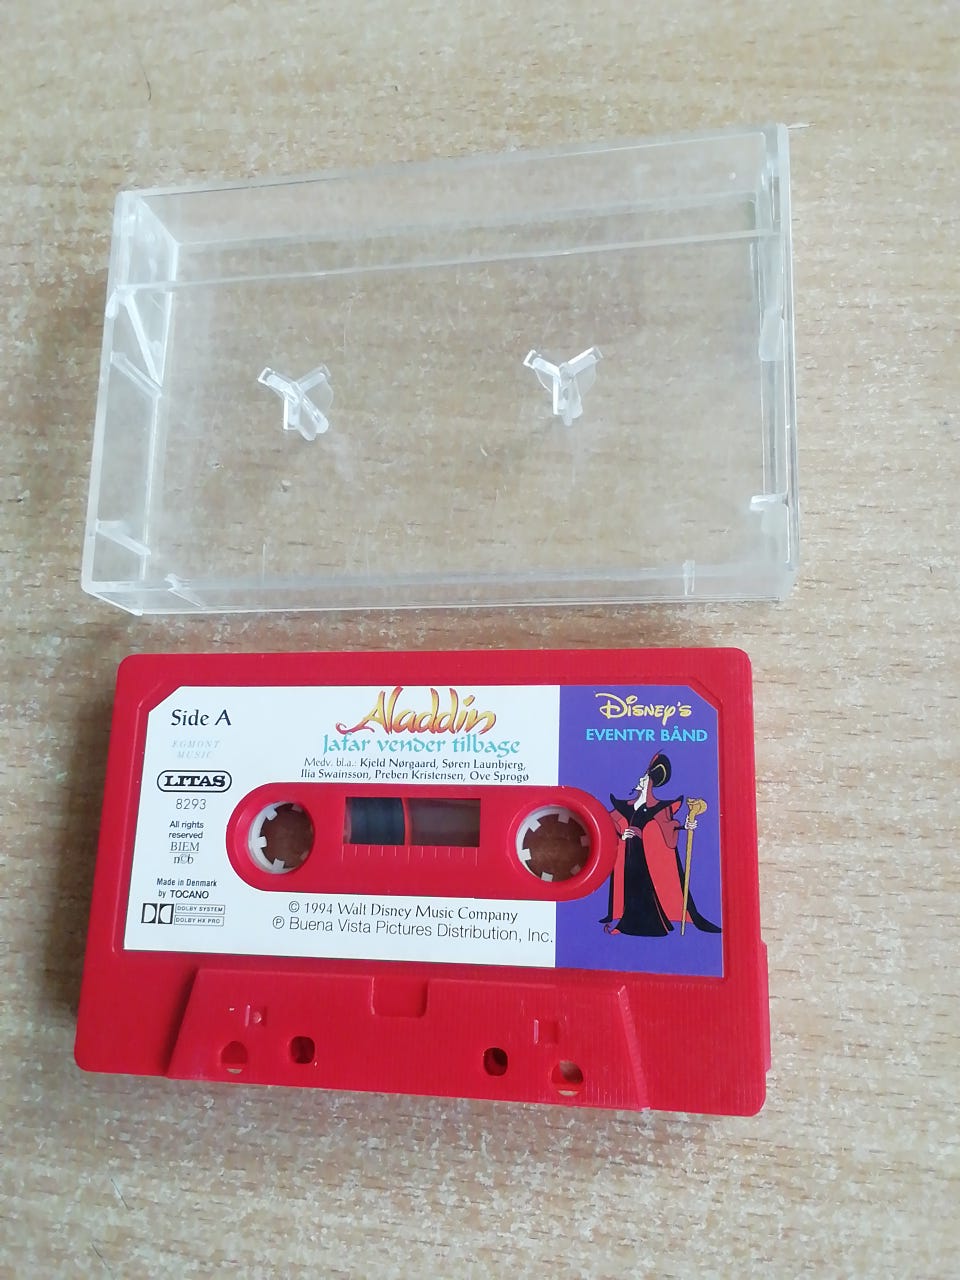 Side A
EGMONT
MUSIC
LITAS
8293
All rights
reserved
BIEM
n©b
Made in Denmark
by TOCANO
DOLBY SYSTEM
DOLBY HX PRO
Aladdin
Jafar vender tilbage
Medv. bl.a.: Kjeld Nørgaard, Søren Launbjerg,
Ilia Swainsson, Preben Kristensen, Ove Sprogø
© 1994 Walt Disney Music Company
℗ Buena Vista Pictures Distribution, Inc.
DISNEY'S
EVENTYR BÅND